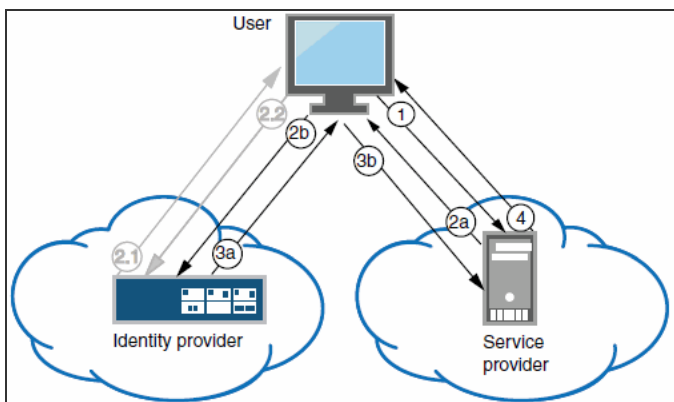 User
2.2
1
2b
3b
2a
4
2.1
3a
Identity provider
Service
provider